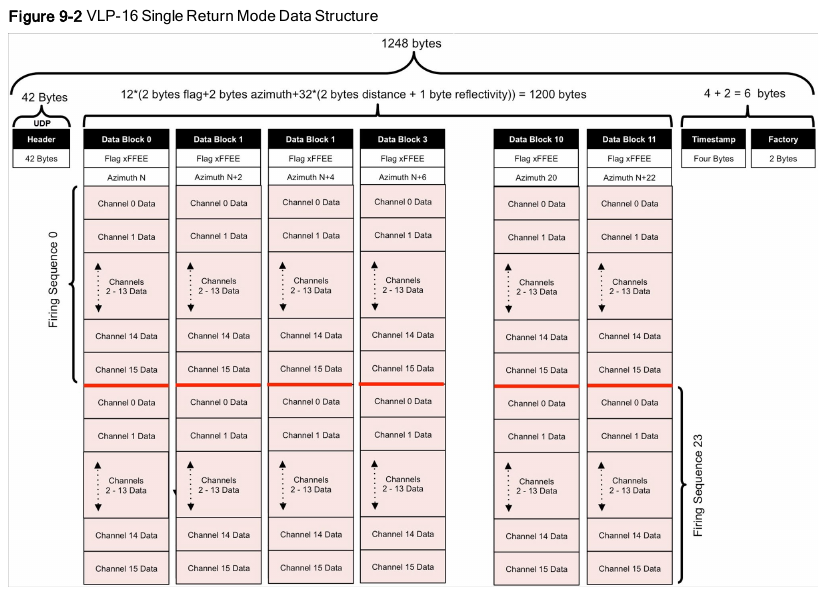 Figure 9-2 VLP-16 Single Return Mode Data Structure
1248 bytes
42 Bytes
12*(2 bytes flag+2 bytes azimuth+32*(2 bytes distance + 1 byte reflectivity)) = 1200 bytes
4 + 2 = 6 bytes
UDP
Header
Data Block 0
Data Block 1
Data Block 1
Data Block 3
Data Block 10
Data Block 11
Timestamp
Factory
42 Bytes
Flag xFFEE
Flag xFFEE
Flag xFFEE
Flag xFFEE
Flag xFFEE
Flag xFFEE
Four Bytes
2 Bytes
Azimuth N
Azimuth N+2
Azimuth N+4
Azimuth N+6
Azimuth 20
Azimuth N+22
Firing Sequence 0
Channel 0 Data
Channel 0 Data
Channel 0 Data
Channel 0 Data
Channel 0 Data
Channel 0 Data
Channel 1 Data
Channel 1 Data
Channel 1 Data
Channel 1 Data
Channel 1 Data
Channel 1 Data
Channels
2 - 13 Data
Channels
2 - 13 Data
Channels
2 - 13 Data
Channels
2 - 13 Data
Channels
2 - 13 Data
Channels
2 - 13 Data
Channel 14 Data
Channel 14 Data
Channel 14 Data
Channel 14 Data
Channel 14 Data
Channel 14 Data
Channel 15 Data
Channel 15 Data
Channel 15 Data
Channel 15 Data
Channel 15 Data
Channel 15 Data
Channel 0 Data
Channel 0 Data
Channel 0 Data
Channel 0 Data
Channel 0 Data
Channel 0 Data
Channel 1 Data
Channel 1 Data
Channel 1 Data
Channel 1 Data
Channel 1 Data
Channel 1 Data
Channels
2 - 13 Data
Channels
2 - 13 Data
Channels
2 - 13 Data
Channels
2 - 13 Data
Channels
2 - 13 Data
Channels
2 - 13 Data
Channel 14 Data
Channel 14 Data
Channel 14 Data
Channel 14 Data
Channel 14 Data
Channel 14 Data
Channel 15 Data
Channel 15 Data
Channel 15 Data
Channel 15 Data
Channel 15 Data
Channel 15 Data
Firing Sequence 23